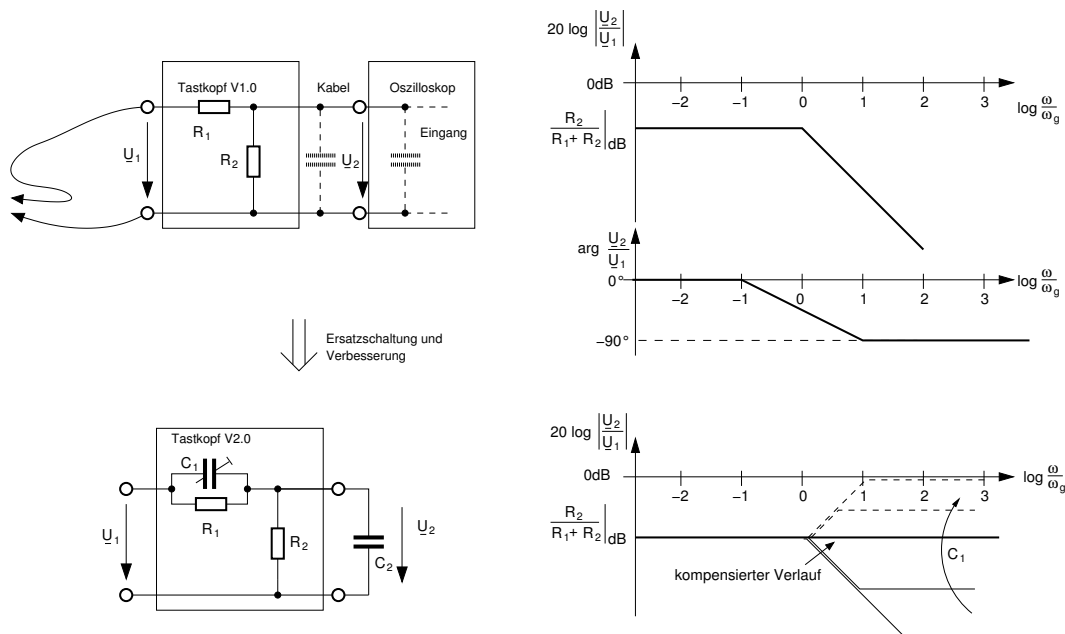 Tastkopf V1.0
Kabel
Oszilloskop
Eingang
R1
R2
U1
U2
Ersatzschaltung und
Verbesserung
Tastkopf V2.0
C1
R1
R2
C2
U1
U2
20 log |U2/U1|
0dB
−2 −1 0 1 2 3
log ω/ωg
R2/(R1+ R2)|dB
arg U2/U1
0°
−2 −1 0 1 2 3
log ω/ωg
−90°
20 log |U2/U1|
0dB
−2 −1 0 1 2 3
log ω/ωg
R2/(R1+ R2)|dB
kompensierter Verlauf
C1